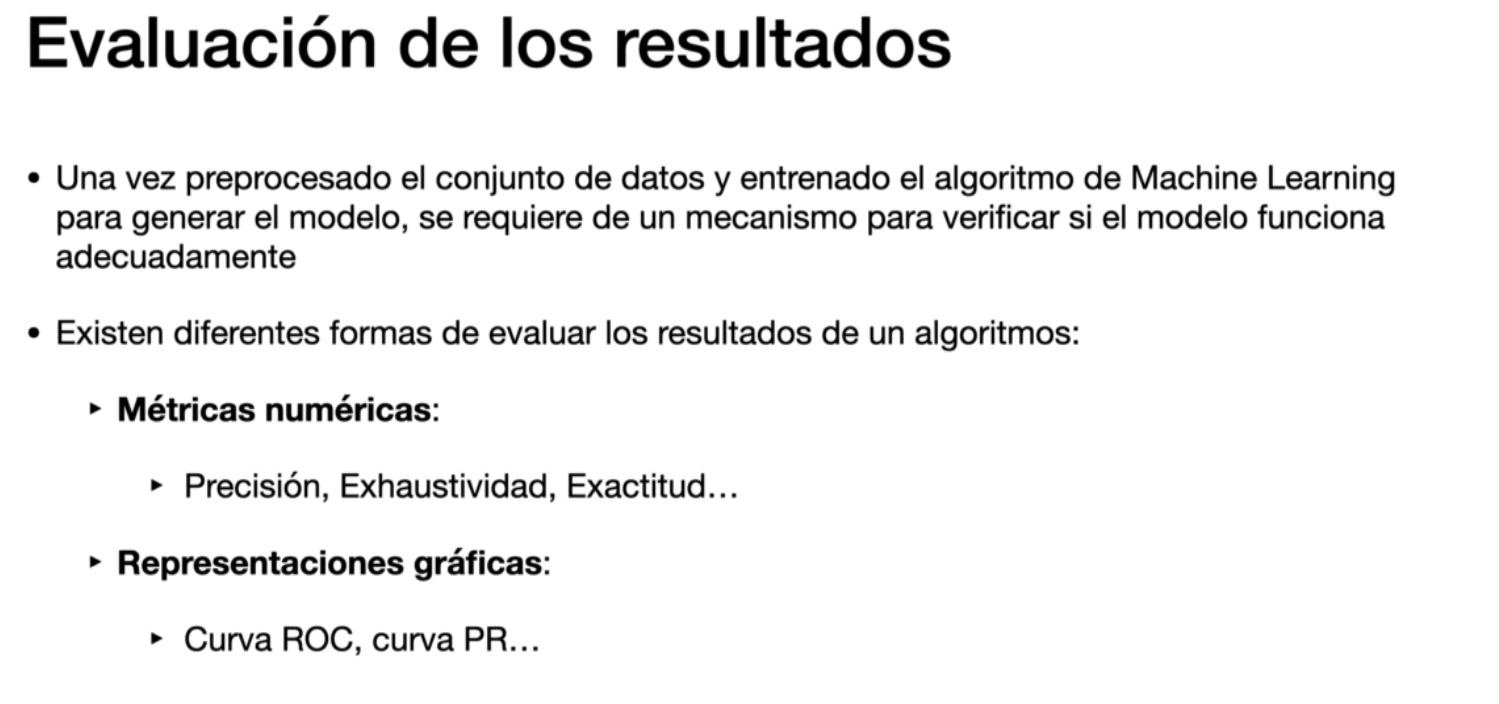 Evaluación de los resultados
• Una vez preprocesado el conjunto de datos y entrenado el algoritmo de Machine Learning
para generar el modelo, se requiere de un mecanismo para verificar si el modelo funciona
adecuadamente
• Existen diferentes formas de evaluar los resultados de un algoritmos:
‣ Métricas numéricas:
‣ Precisión, Exhaustividad, Exactitud…
‣ Representaciones gráficas:
‣ Curva ROC, curva PR…